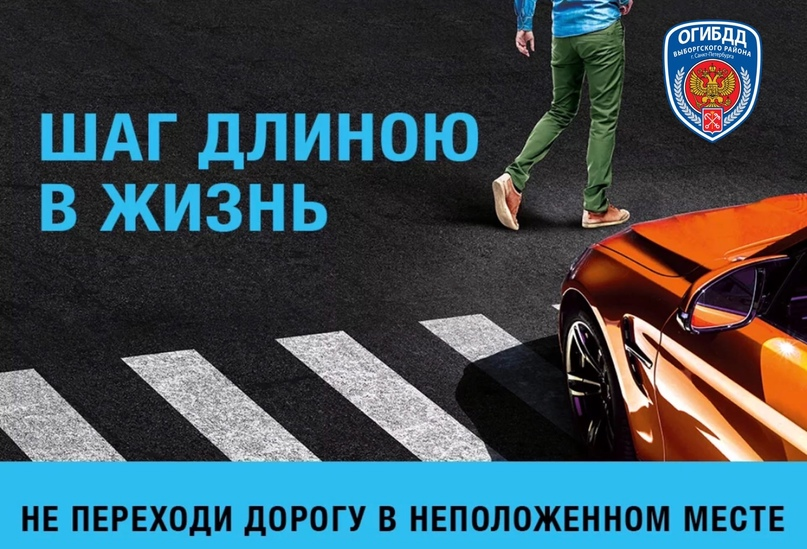 ОГИБДД
ВЫБОРГСКОГО РАЙОНА
г. Санкт-Петербурга
ШАГ ДЛИНОЮ
В ЖИЗНЬ
НЕ ПЕРЕХОДИ ДОРОГУ В НЕПОЛОЖЕННОМ МЕСТЕ